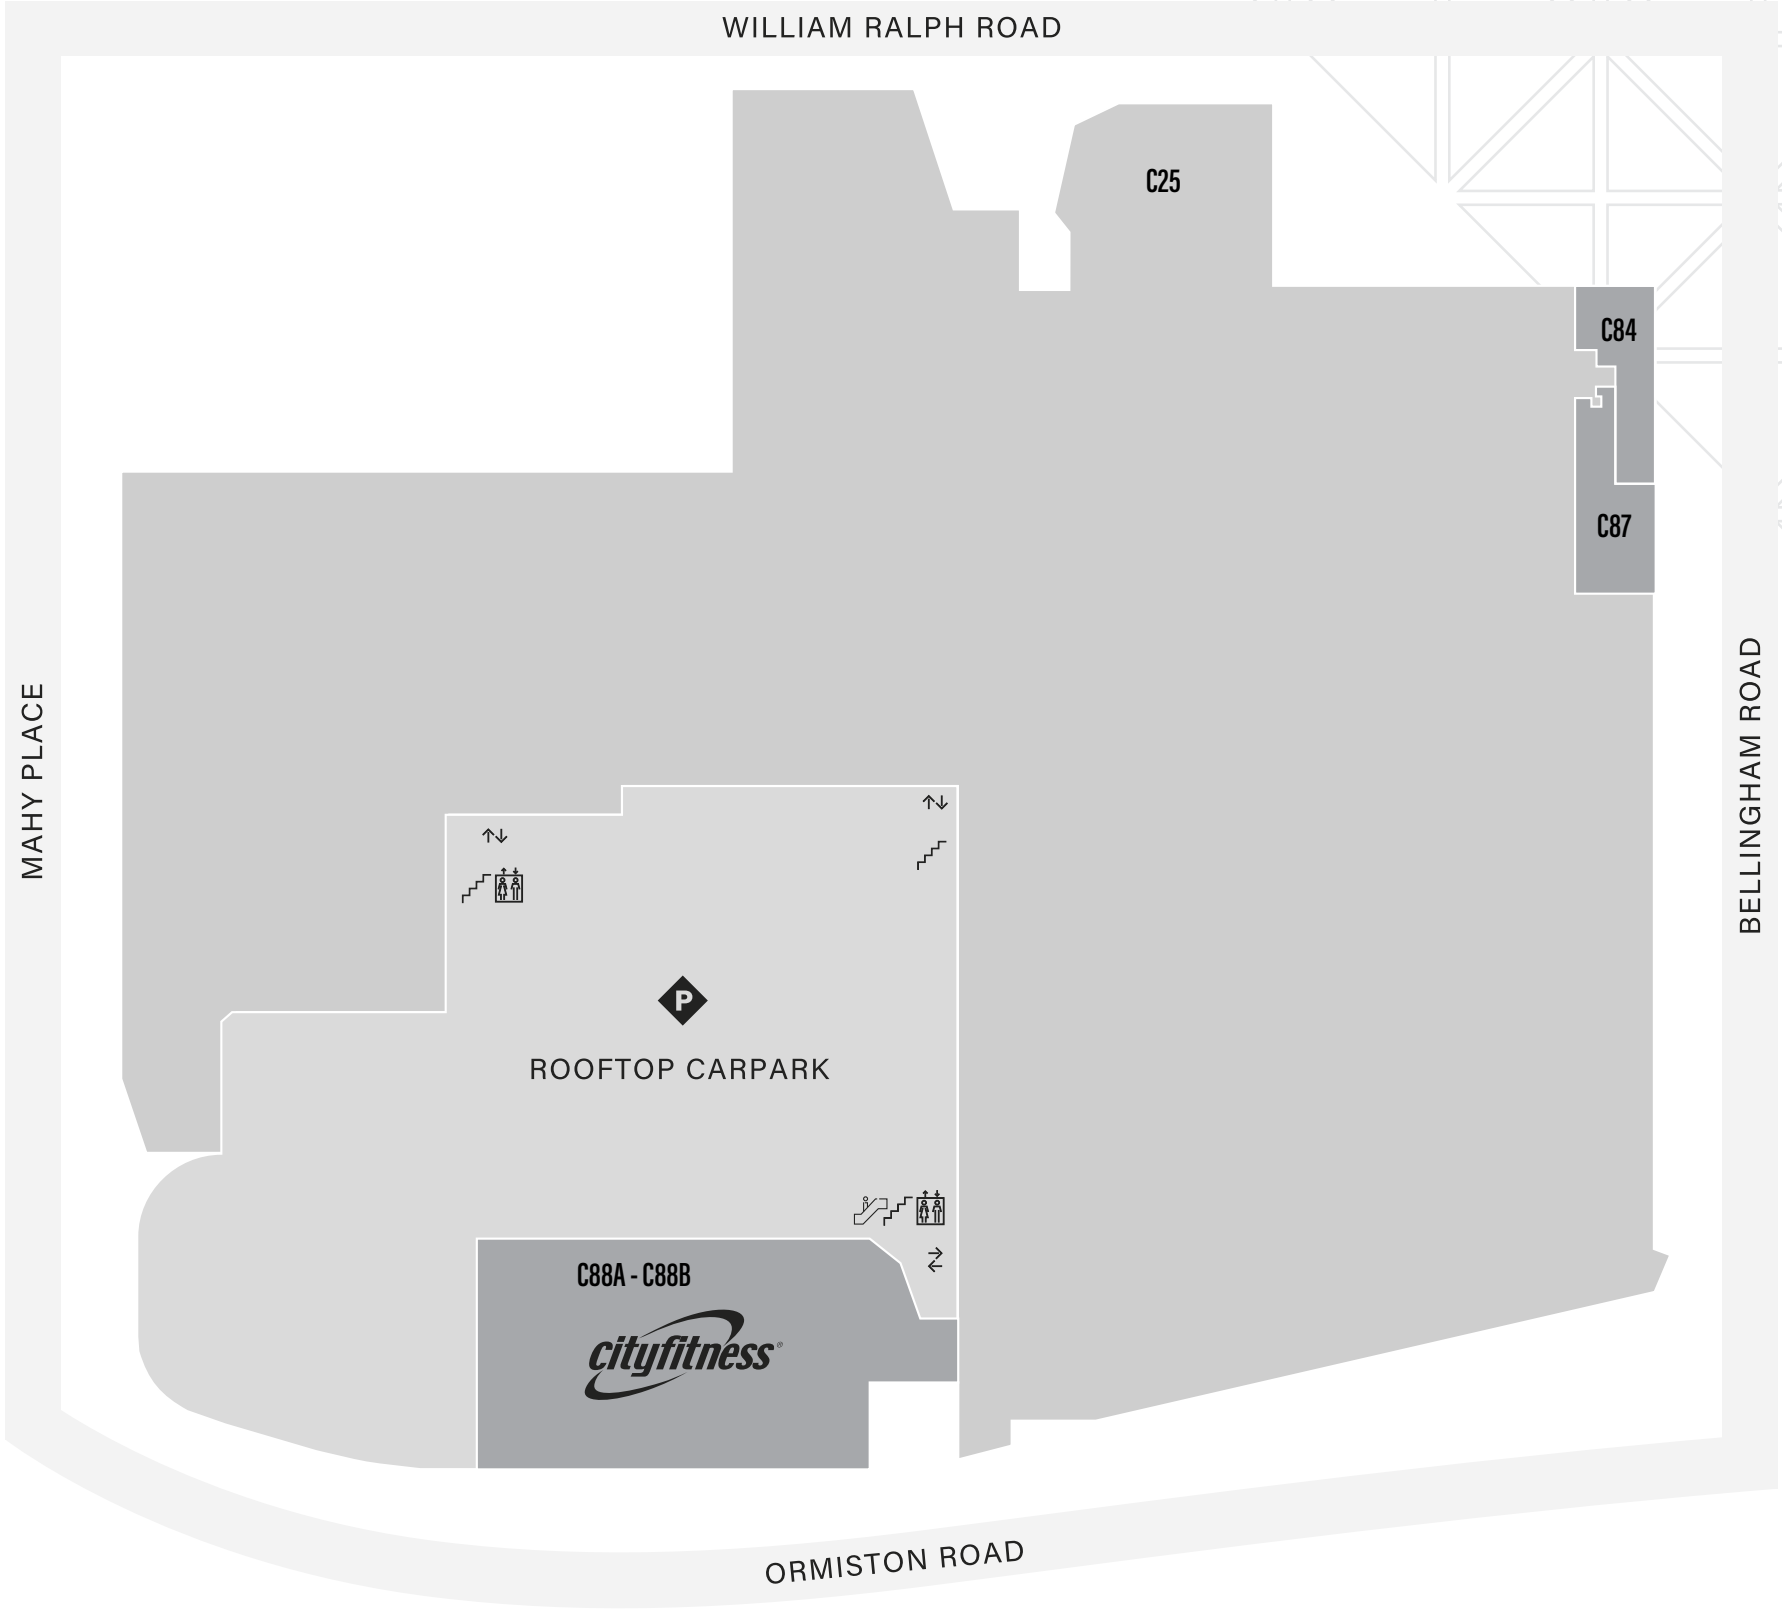 WILLIAM RALPH ROAD
C25
C84
C87
MAHY PLACE
BELLINGHAM ROAD
P
ROOFTOP CARPARK
C88A - C88B
cityfitness®
ORMISTON ROAD